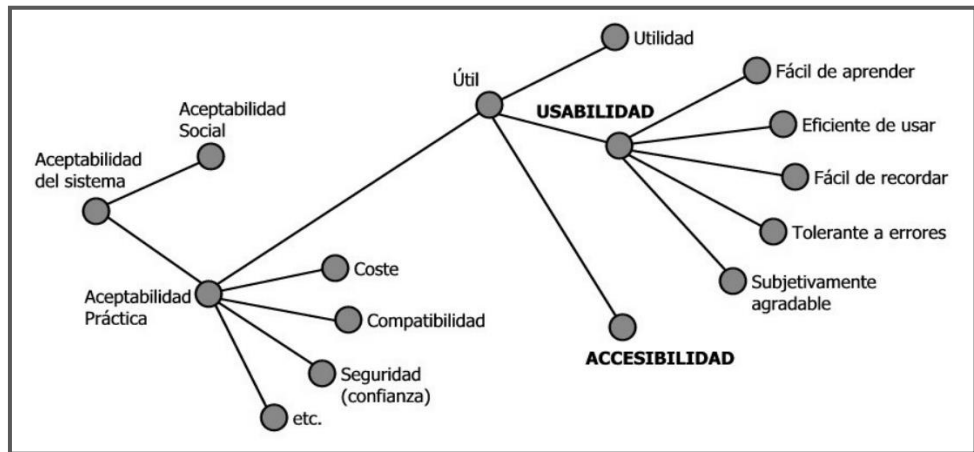 Utilidad
Útil
Fácil de aprender
USABILIDAD
Aceptabilidad
Social
Eficiente de usar
Aceptabilidad
del sistema
Fácil de recordar
Tolerante a errores
Coste
Subjetivamente
agradable
Aceptabilidad
Práctica
Compatibilidad
ACCESIBILIDAD
Seguridad
(confianza)
etc.